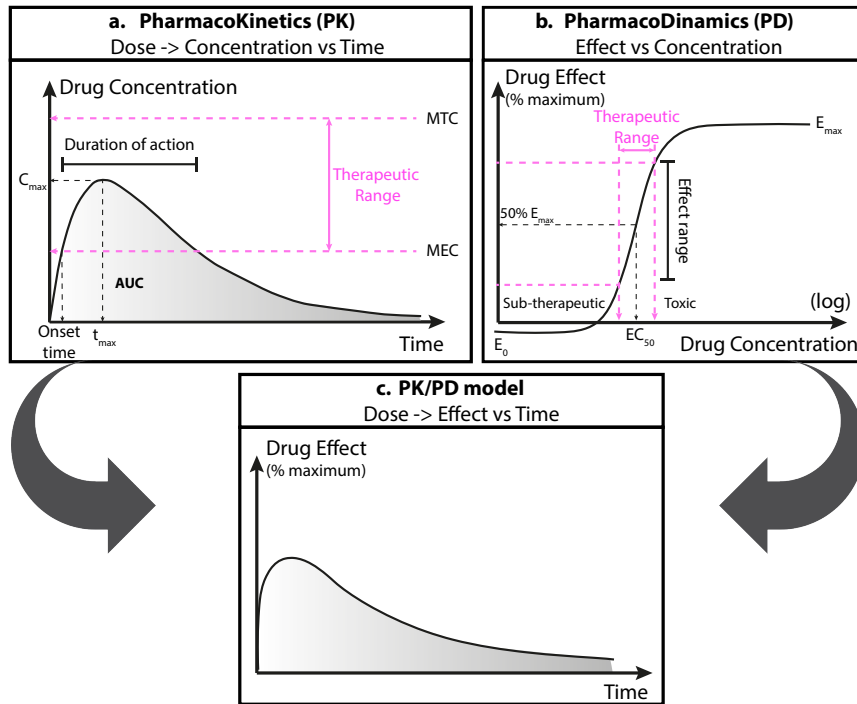 a. PharmacoKinetics (PK)
Dose -> Concentration vs Time
Drug Concentration
MTC
Duration of action
Therapeutic
Range
Cmax
MEC
AUC
Onset
time
tmax
Time
b. PharmacoDinamics (PD)
Effect vs Concentration
Drug Effect
(% maximum)
Therapeutic
Range
Emax
Effect range
50% Emax
Sub-therapeutic
Toxic
(log)
E0
EC50
Drug Concentration
c. PK/PD model
Dose -> Effect vs Time
Drug Effect
(% maximum)
Time